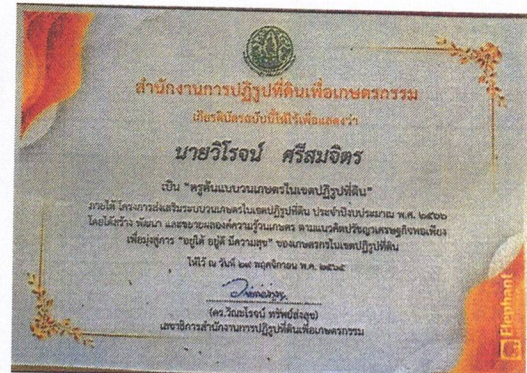 สำนักงานการปฏิรูปที่ดินเพื่อเกษตรกรรม
เกียรติบัตรฉบับนี้ให้ไว้เพื่อแสดงว่า
นายวิโรจน์ ศรีสมจิตร
เป็น "ครูต้นแบบวนเกษตรในเขตปฏิรูปที่ดิน"
ภายใต้ โครงการส่งเสริมระบบวนเกษตรในเขตปฏิรูปที่ดิน ประจำปีงบประมาณ พ.ศ. ๒๕๖๖
โดยได้สร้าง พัฒนา และขยายผลองค์ความรู้วนเกษตร ตามแนวคิดปรัชญาเศรษฐกิจพอเพียง
เพื่อมุ่งสู่การ "อยู่ได้ อยู่ดี มีความสุข" ของเกษตรกรในเขตปฏิรูปที่ดิน
ให้ไว้ ณ วันที่ พฤศจิกายน พ.ศ. ๒๕๖๕
(ดร.วิณะโรจน์ ทรัพย์ส่งสุข)
เลขาธิการสำนักงานการปฏิรูปที่ดินเพื่อเกษตรกรรม
Elephant